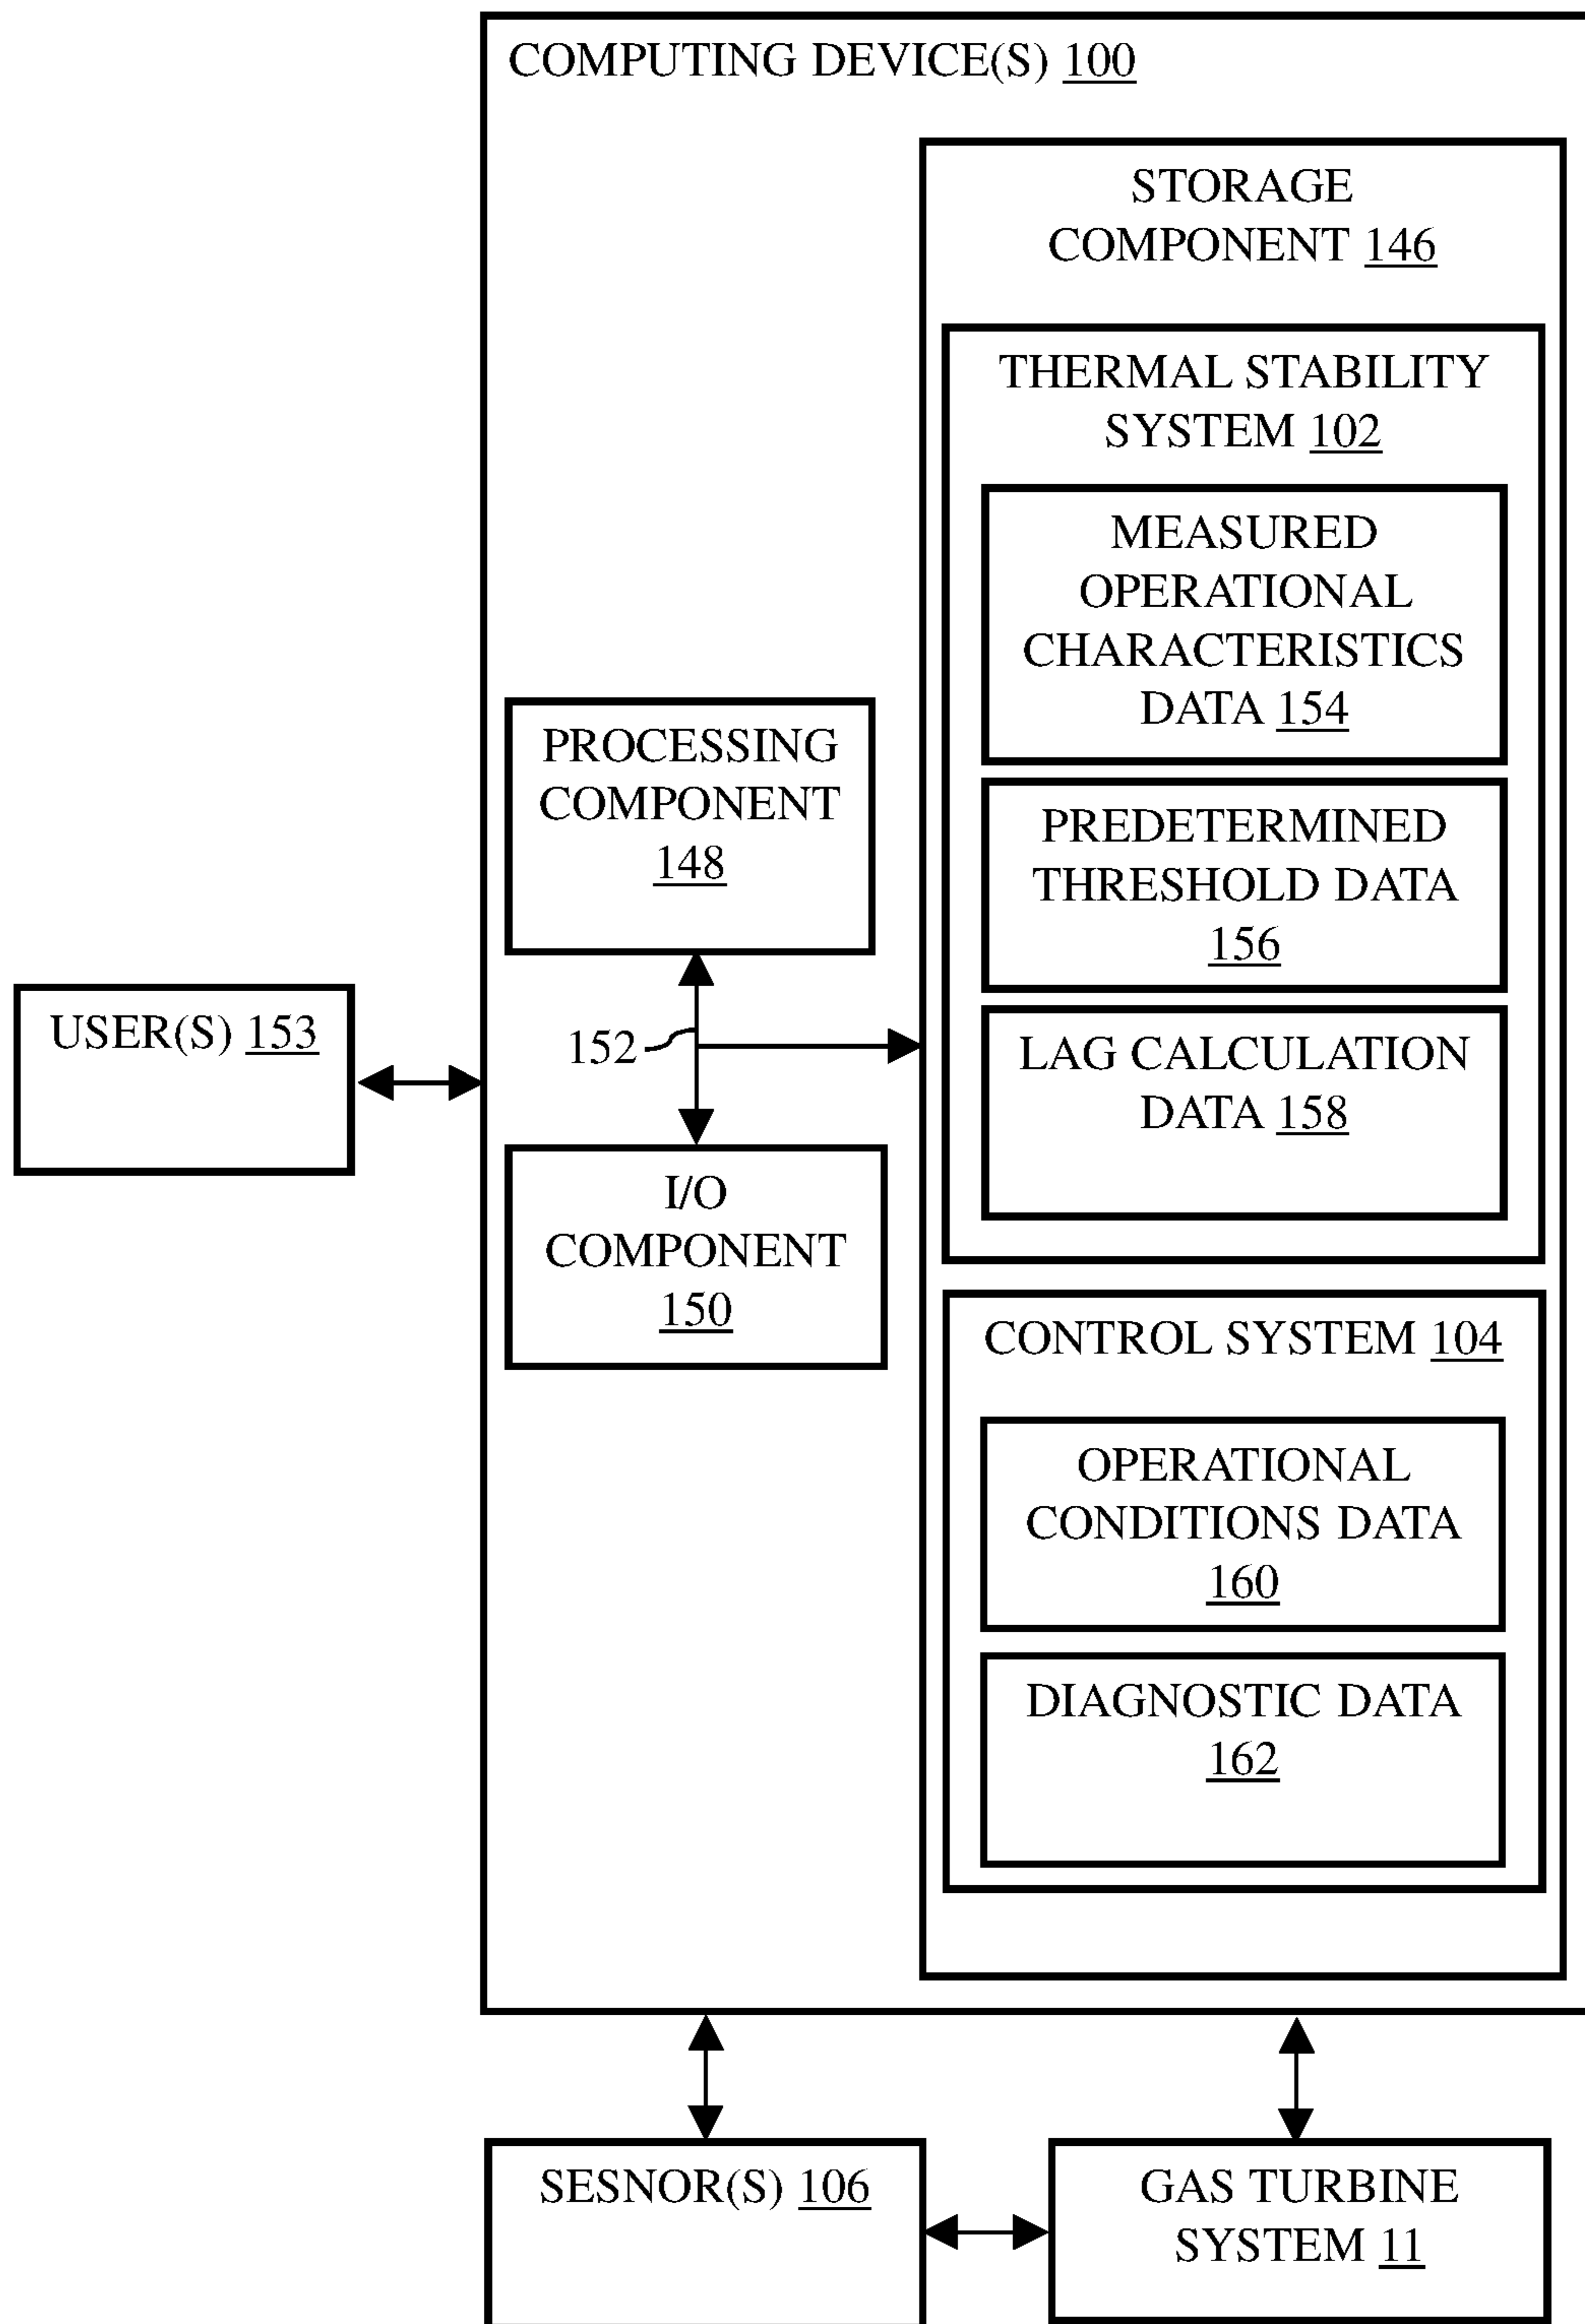 COMPUTING DEVICE(S) 100
STORAGE
COMPONENT 146
THERMAL STABILITY
SYSTEM 102
MEASURED
OPERATIONAL
CHARACTERISTICS
DATA 154
PREDETERMINED
THRESHOLD DATA
156
LAG CALCULATION
DATA 158
PROCESSING
COMPONENT
148
152
I/O
COMPONENT
150
USER(S) 153
CONTROL SYSTEM 104
OPERATIONAL
CONDITIONS DATA
160
DIAGNOSTIC DATA
162
SESNOR(S) 106
GAS TURBINE
SYSTEM 11